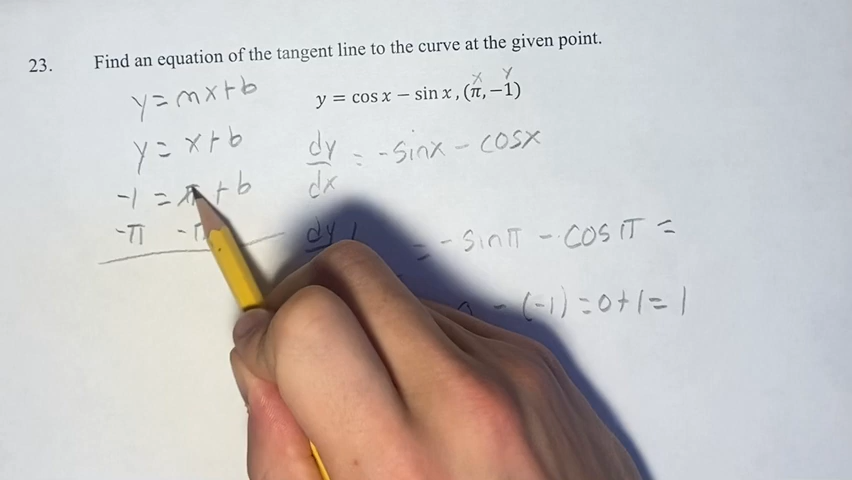 23. Find an equation of the tangent line to the curve at the given point.
x y
y = cos x − sin x , (π, −1)
y = mx + b
y = x + b
dy/dx = -sinx - cosx
-1 = π + b
-π -π
dy = -sinπ - cosπ =
- (-1) = 0+1 = 1